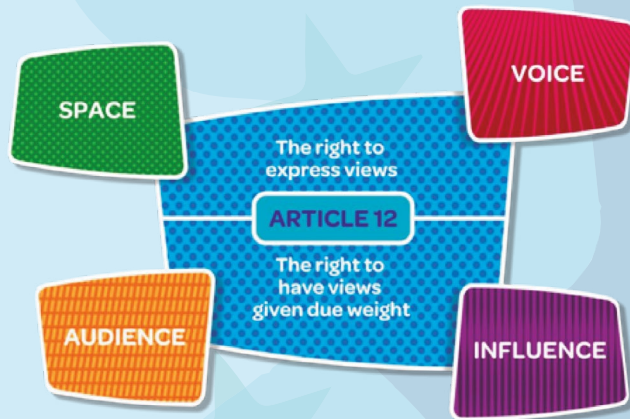 SPACE
VOICE
The right to
express views
ARTICLE 12
The right to
have views
given due weight
AUDIENCE
INFLUENCE